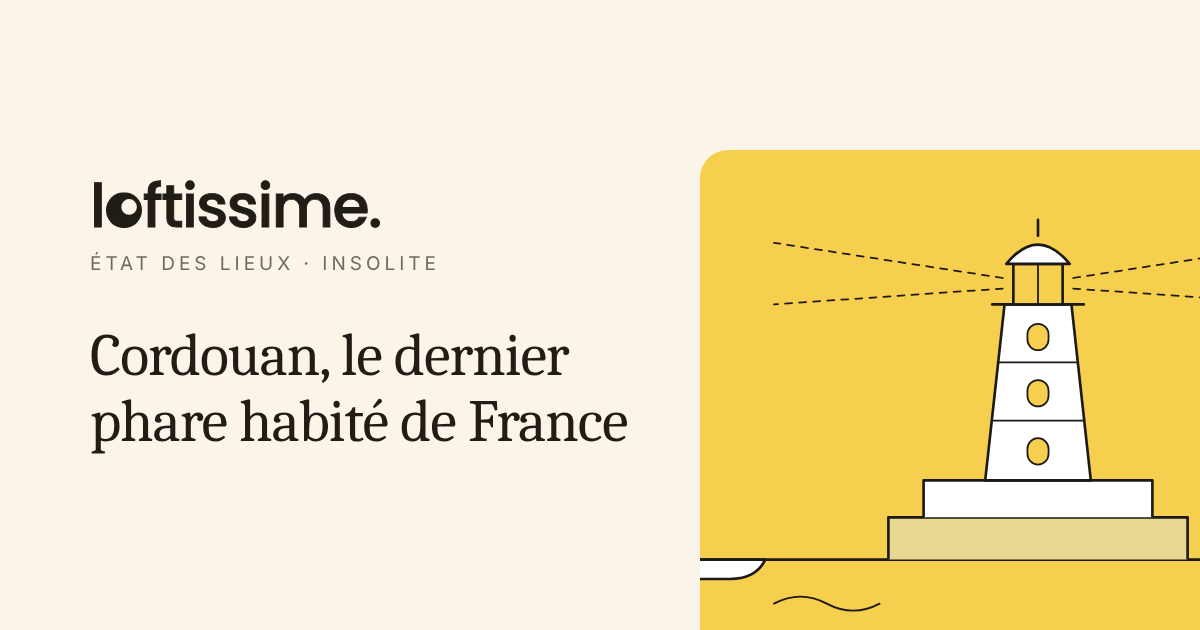 loftissime.
ÉTAT DES LIEUX · INSOLITE
Cordouan, le dernier
phare habité de France